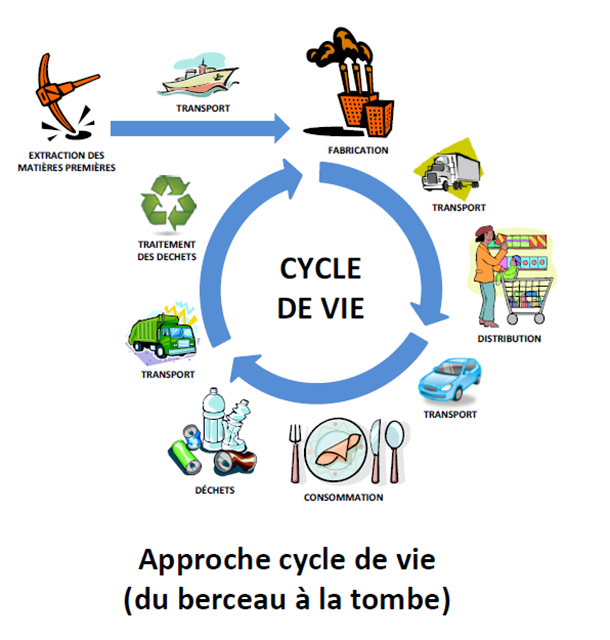 TRANSPORT
EXTRACTION DES
MATIÈRES PREMIÈRES
FABRICATION
TRANSPORT
DISTRIBUTION
TRANSPORT
CONSOMMATION
DÉCHETS
TRANSPORT
TRAITEMENT
DES DECHETS
CYCLE
DE VIE
Approche cycle de vie
(du berceau à la tombe)